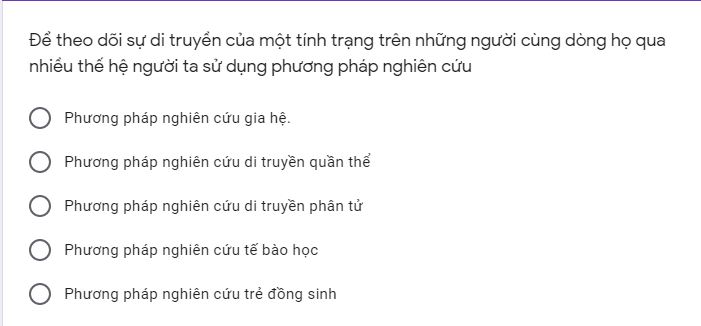 Để theo dõi sự di truyền của một tính trạng trên những người cùng dòng họ qua
nhiều thế hệ người ta sử dụng phương pháp nghiên cứu
Phương pháp nghiên cứu gia hệ.
Phương pháp nghiên cứu di truyền quần thể
Phương pháp nghiên cứu di truyền phân tử
Phương pháp nghiên cứu tế bào học
Phương pháp nghiên cứu trẻ đồng sinh